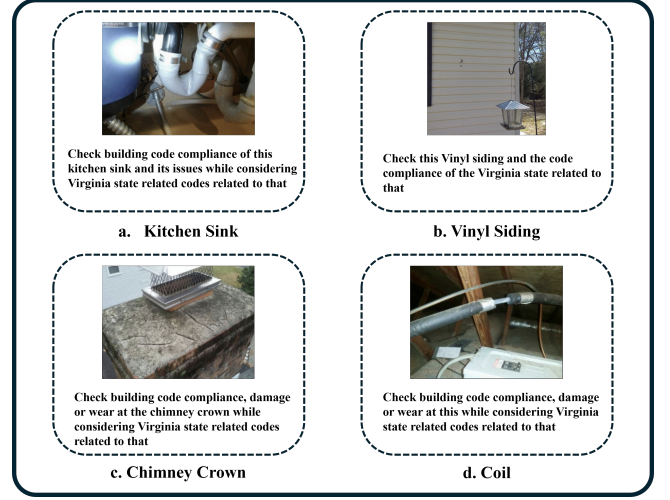 Check building code compliance of this
kitchen sink and its issues while considering
Virginia state related codes related to that
a. Kitchen Sink
Check this Vinyl siding and the code
compliance of the Virginia state related to
that
b. Vinyl Siding
Check building code compliance, damage
or wear at the chimney crown while
considering Virginia state related codes
related to that
c. Chimney Crown
Check building code compliance, damage
or wear at this while considering Virginia
state related codes related to that
d. Coil